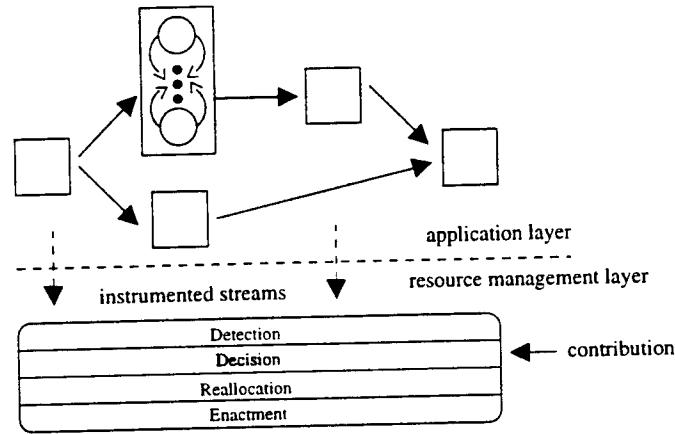 application layer
resource management layer
instrumented streams
Detection
Decision
contribution
Reallocation
Enactment